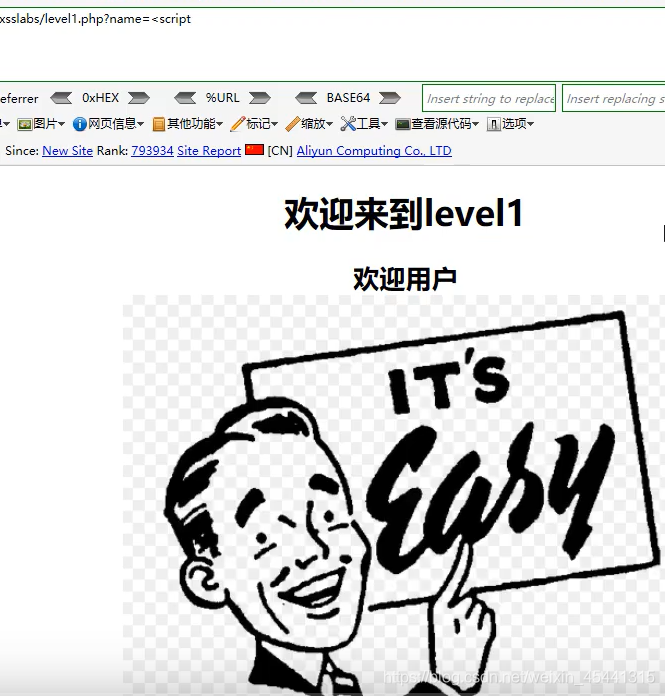 xsslabs/level1.php?name=<script
eferrer 0xHEX %URL BASE64 Insert string to replace Insert replacing s
图片 网页信息 其他功能 标记 缩放 工具 查看源代码 选项
Since: New Site Rank: 793934 Site Report [CN] Aliyun Computing Co., LTD
欢迎来到level1
欢迎用户
IT'S
Easy
https://blog.csdn.net/weixin_45441315